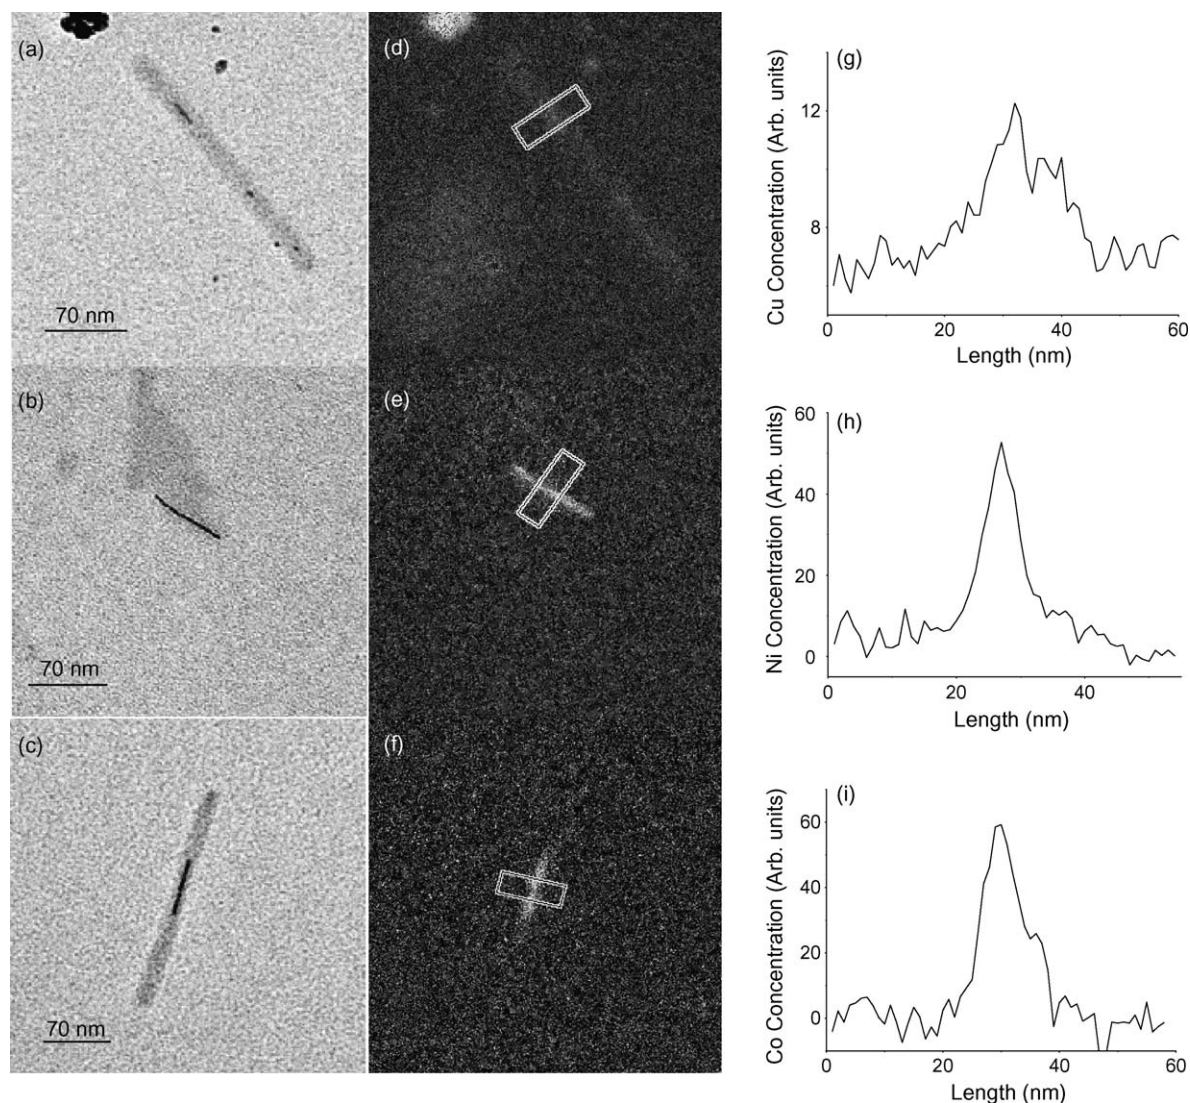 (a)
70 nm
(b)
70 nm
(c)
70 nm
(d)
(e)
(f)
(g)
Cu Concentration (Arb. units)
12
8
0
20
40
60
Length (nm)
(h)
Ni Concentration (Arb. units)
60
40
20
0
0
20
40
Length (nm)
(i)
Co Concentration (Arb. units)
60
40
20
0
0
20
40
60
Length (nm)